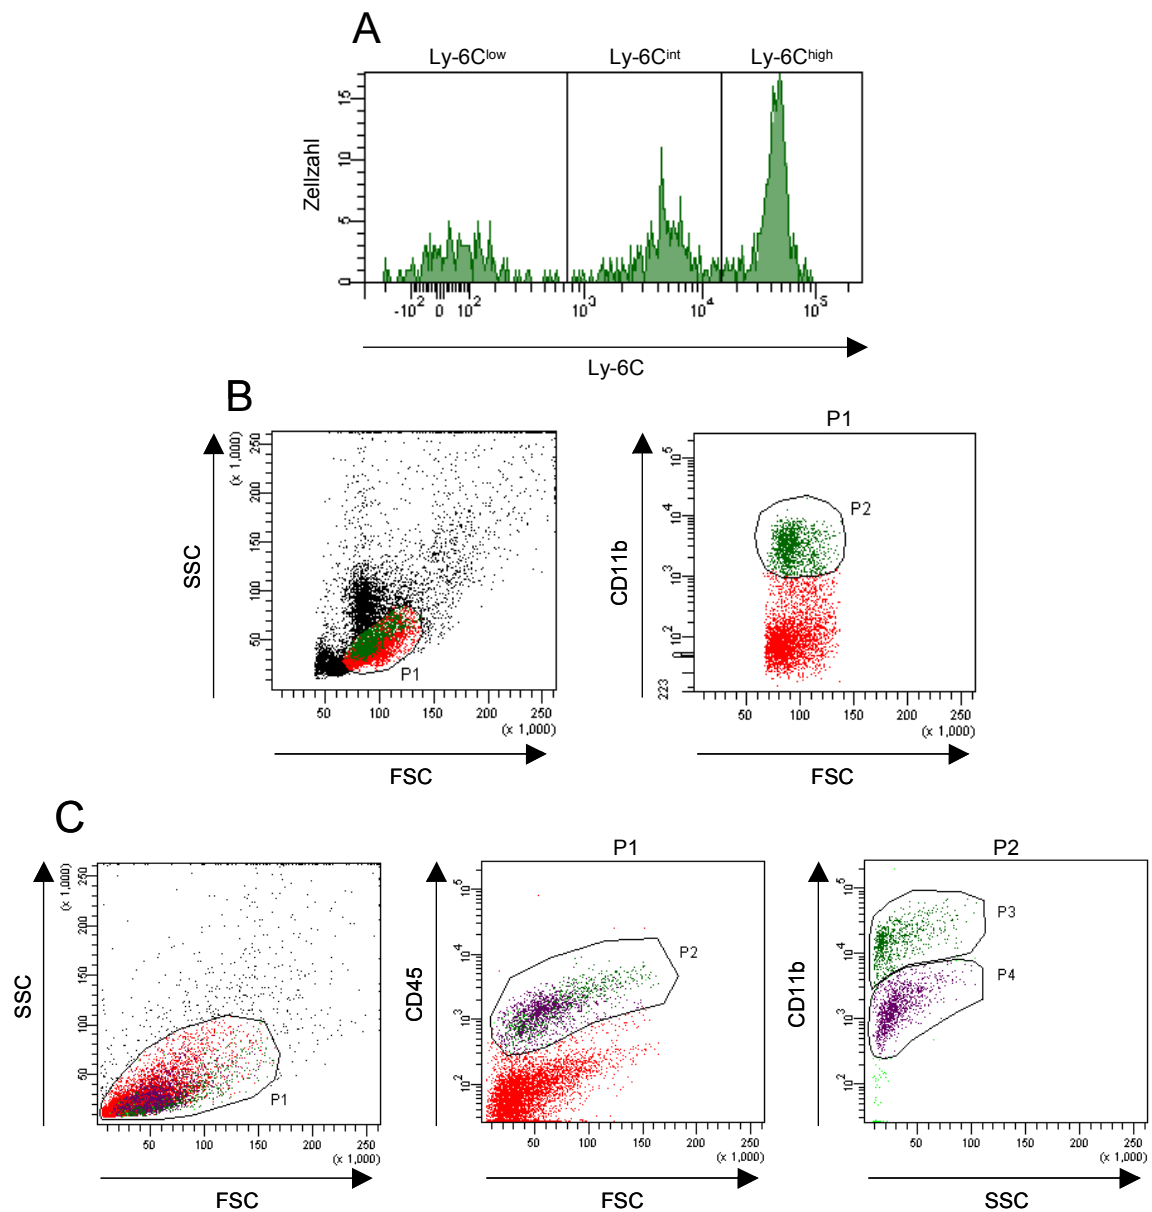 A
Ly-6Clow Ly-6Cint Ly-6Chigh
Zellzahl
15
10
5
0
-10² 0 10² 10³ 10⁴ 10⁵
Ly-6C
B
SSC
(x 1,000)
250
200
150
100
50
P1
50 100 150 200 250
(x 1,000)
FSC
P1
CD11b
10⁵
10⁴
10³
10²
0
223
P2
50 100 150 200 250
(x 1,000)
FSC
C
SSC
(x 1,000)
250
200
150
100
50
P1
50 100 150 200 250
(x 1,000)
FSC
P1
CD45
10⁵
10⁴
10³
10²
P2
50 100 150 200 250
(x 1,000)
FSC
P2
CD11b
10⁵
10⁴
10³
10²
P3
P4
50 100 150 200 250
(x 1,000)
SSC